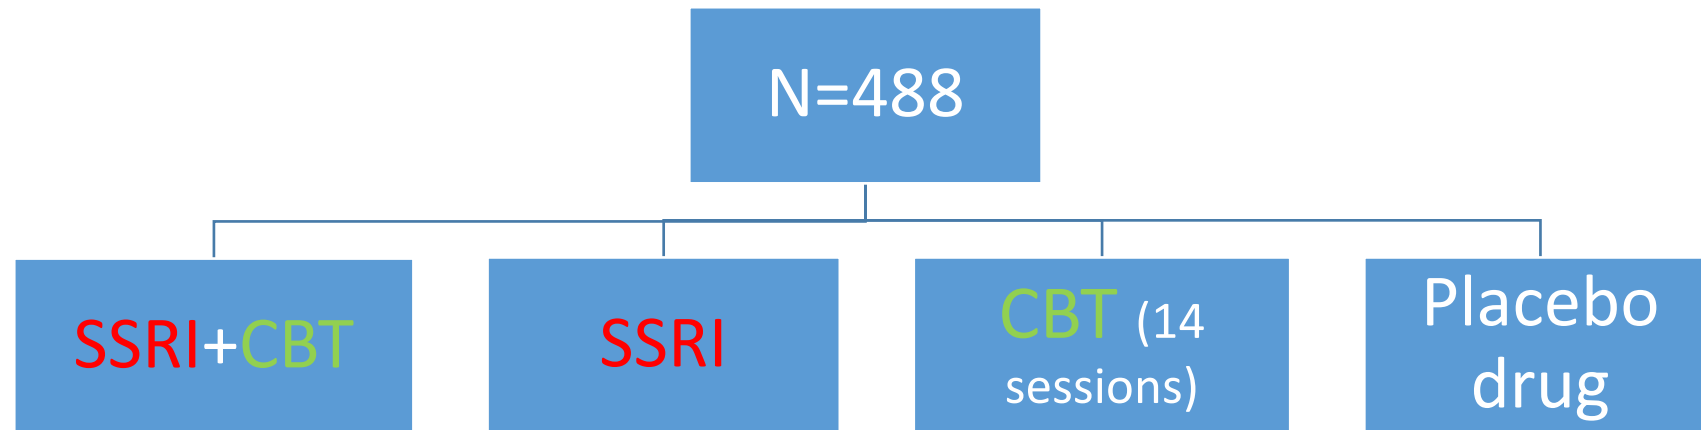 N=488
SSRI+CBT
SSRI
CBT (14
sessions)
Placebo
drug